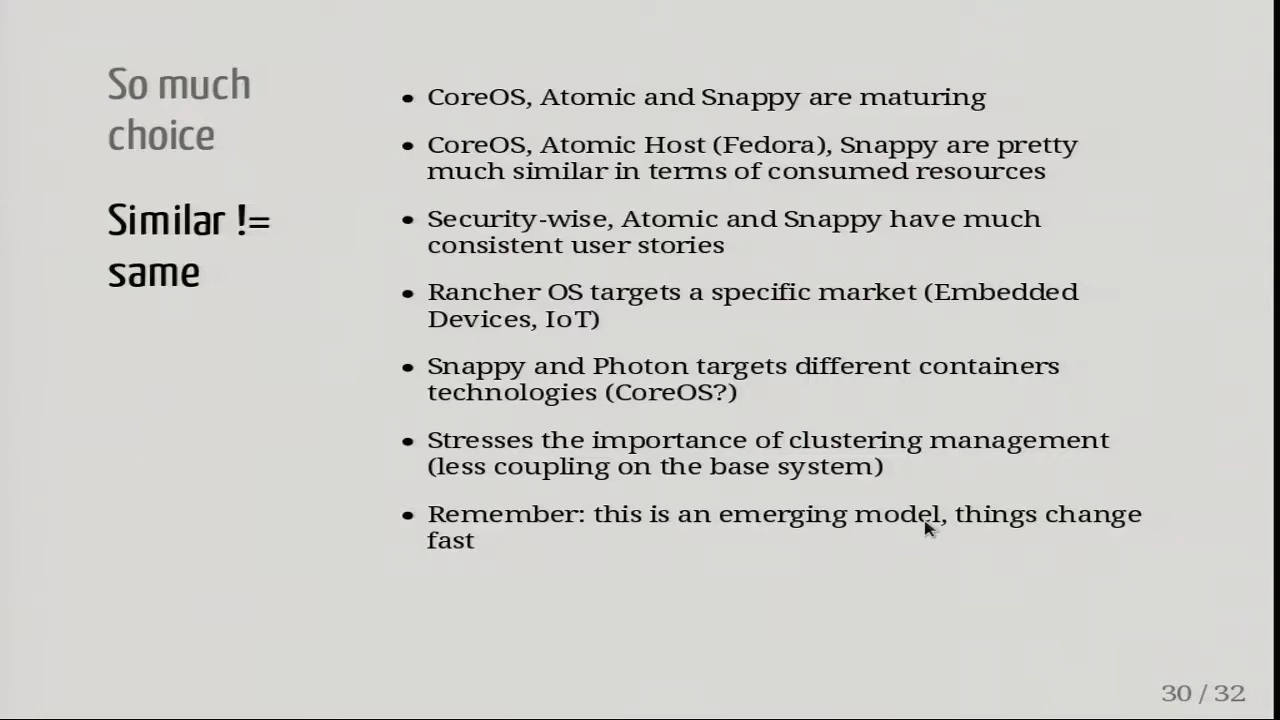 So much
choice
Similar !=
same
• CoreOS, Atomic and Snappy are maturing
• CoreOS, Atomic Host (Fedora), Snappy are pretty
much similar in terms of consumed resources
• Security-wise, Atomic and Snappy have much
consistent user stories
• Rancher OS targets a specific market (Embedded
Devices, IoT)
• Snappy and Photon targets different containers
technologies (CoreOS?)
• Stresses the importance of clustering management
(less coupling on the base system)
• Remember: this is an emerging model, things change
fast
30 / 32